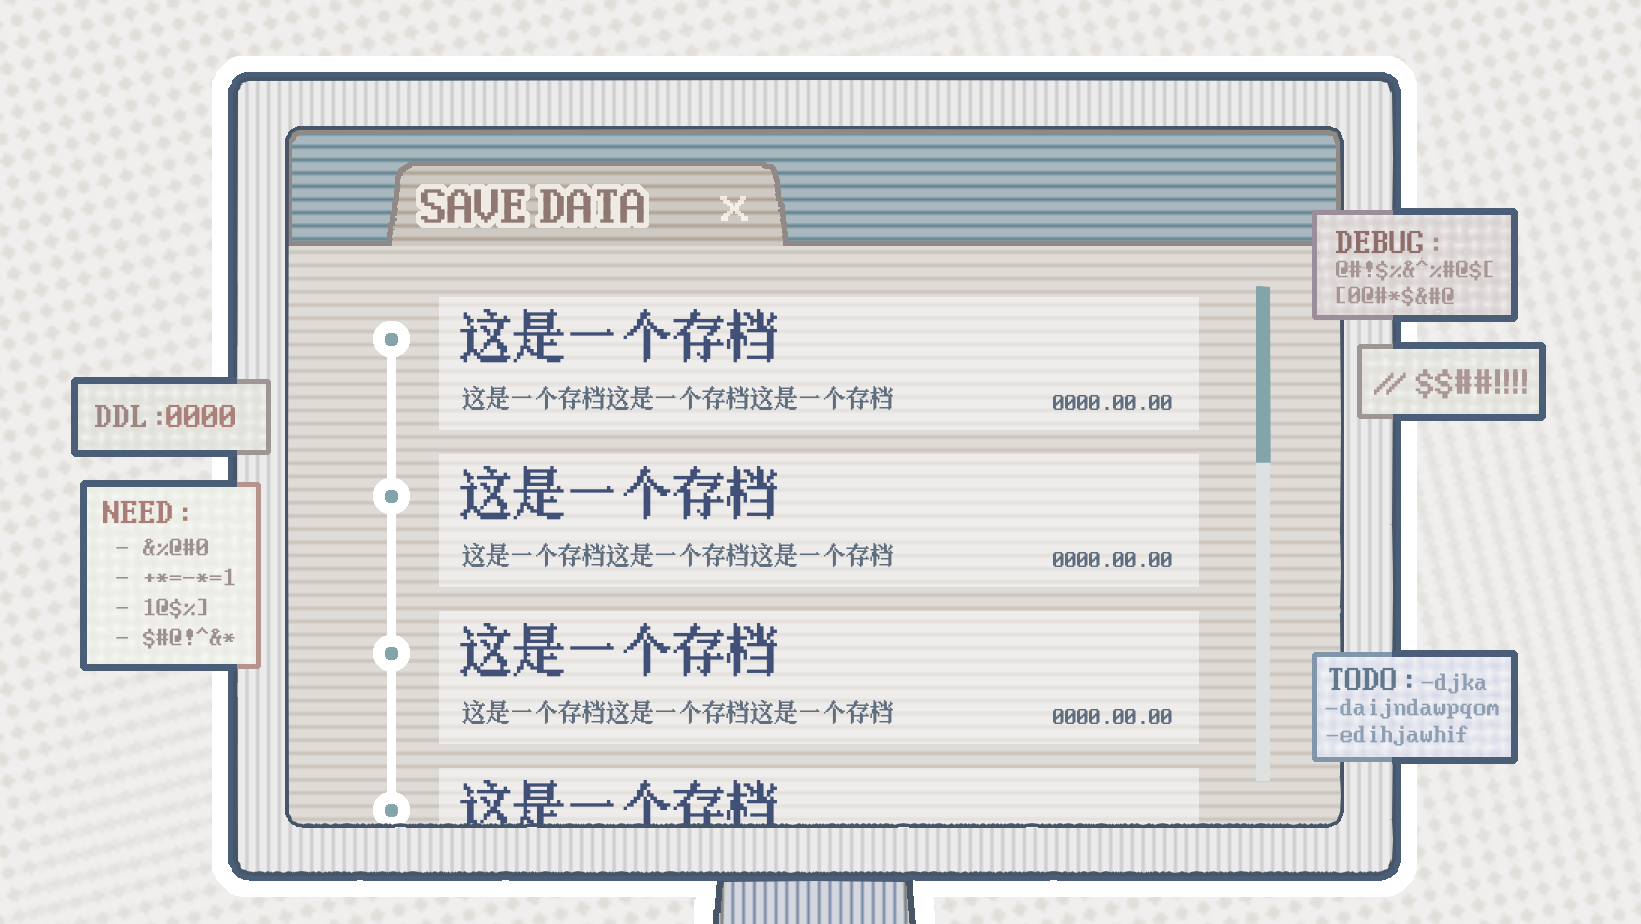 SAVE DATA ×
这是一个存档
这是一个存档这是一个存档这是一个存档 0000.00.00
这是一个存档
这是一个存档这是一个存档这是一个存档 0000.00.00
这是一个存档
这是一个存档这是一个存档这是一个存档 0000.00.00
这是一个存档
DDL:0000
NEED:
- &%@#0
- +*=-*=1
- 1@$%]
- $#@!^&*
DEBUG:
@#!$%&^%#@$[
[0@#*$&#@
// $$##!!!!
TODO:-djka
-daijndawpqom
-edihjawhif